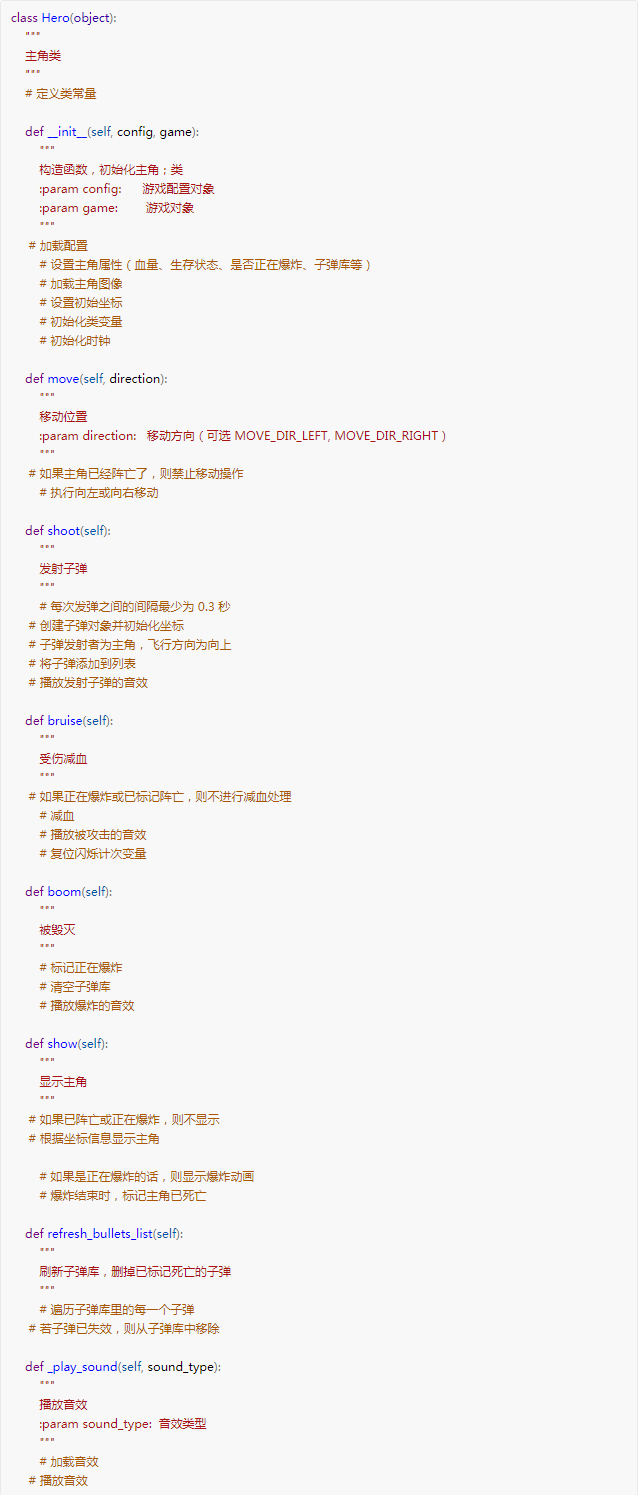 class Hero(object):
"""
主角类
"""
# 定义类常量
def __init__(self, config, game):
"""
构造函数，初始化主角；类
:param config: 游戏配置对象
:param game: 游戏对象
"""
# 加载配置
# 设置主角属性（血量、生存状态、是否正在爆炸、子弹库等）
# 加载主角图像
# 设置初始坐标
# 初始化类变量
# 初始化时钟
def move(self, direction):
"""
移动位置
:param direction: 移动方向（可选 MOVE_DIR_LEFT, MOVE_DIR_RIGHT）
"""
# 如果主角已经阵亡了，则禁止移动操作
# 执行向左或向右移动
def shoot(self):
"""
发射子弹
"""
# 每次发弹之间的间隔最少为 0.3 秒
# 创建子弹对象并初始化坐标
# 子弹发射者为主角，飞行方向为向上
# 将子弹添加到列表
# 播放发射子弹的音效
def bruise(self):
"""
受伤减血
"""
# 如果正在爆炸或已标记阵亡，则不进行减血处理
# 减血
# 播放被攻击的音效
# 复位闪烁计次变量
def boom(self):
"""
被毁灭
"""
# 标记正在爆炸
# 清空子弹库
# 播放爆炸的音效
def show(self):
"""
显示主角
"""
# 如果已阵亡或正在爆炸，则不显示
# 根据坐标信息显示主角
# 如果是正在爆炸的话，则显示爆炸动画
# 爆炸结束时，标记主角已死亡
def refresh_bullets_list(self):
"""
刷新子弹库，删掉已标记死亡的子弹
"""
# 遍历子弹库里的每一个子弹
# 若子弹已失效，则从子弹库中移除
def _play_sound(self, sound_type):
"""
播放音效
:param sound_type: 音效类型
"""
# 加载音效
# 播放音效